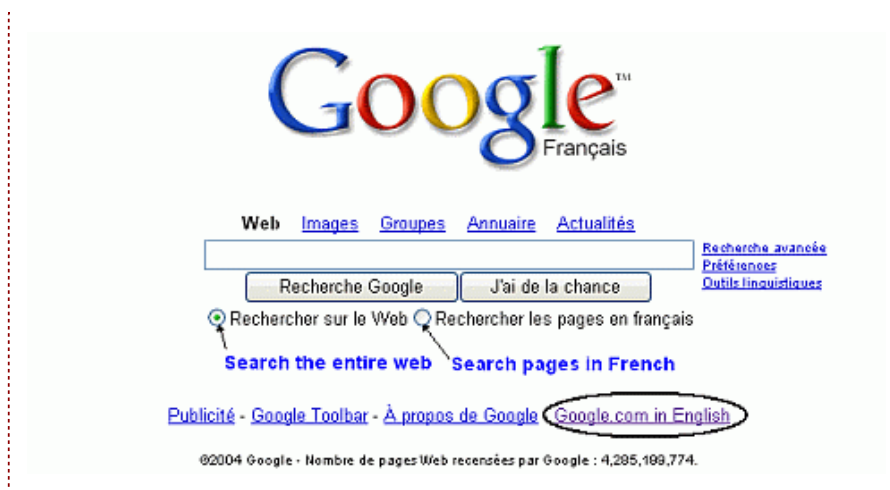 Google™
Français
Web Images Groupes Annuaire Actualités
Recherche avancée
Préférences
Outils linguistiques
Recherche Google J'ai de la chance
Rechercher sur le Web Rechercher les pages en français
Search the entire web Search pages in French
Publicité - Google Toolbar - À propos de Google Google.com in English
©2004 Google - Nombre de pages Web recensées par Google : 4,285,199,774.